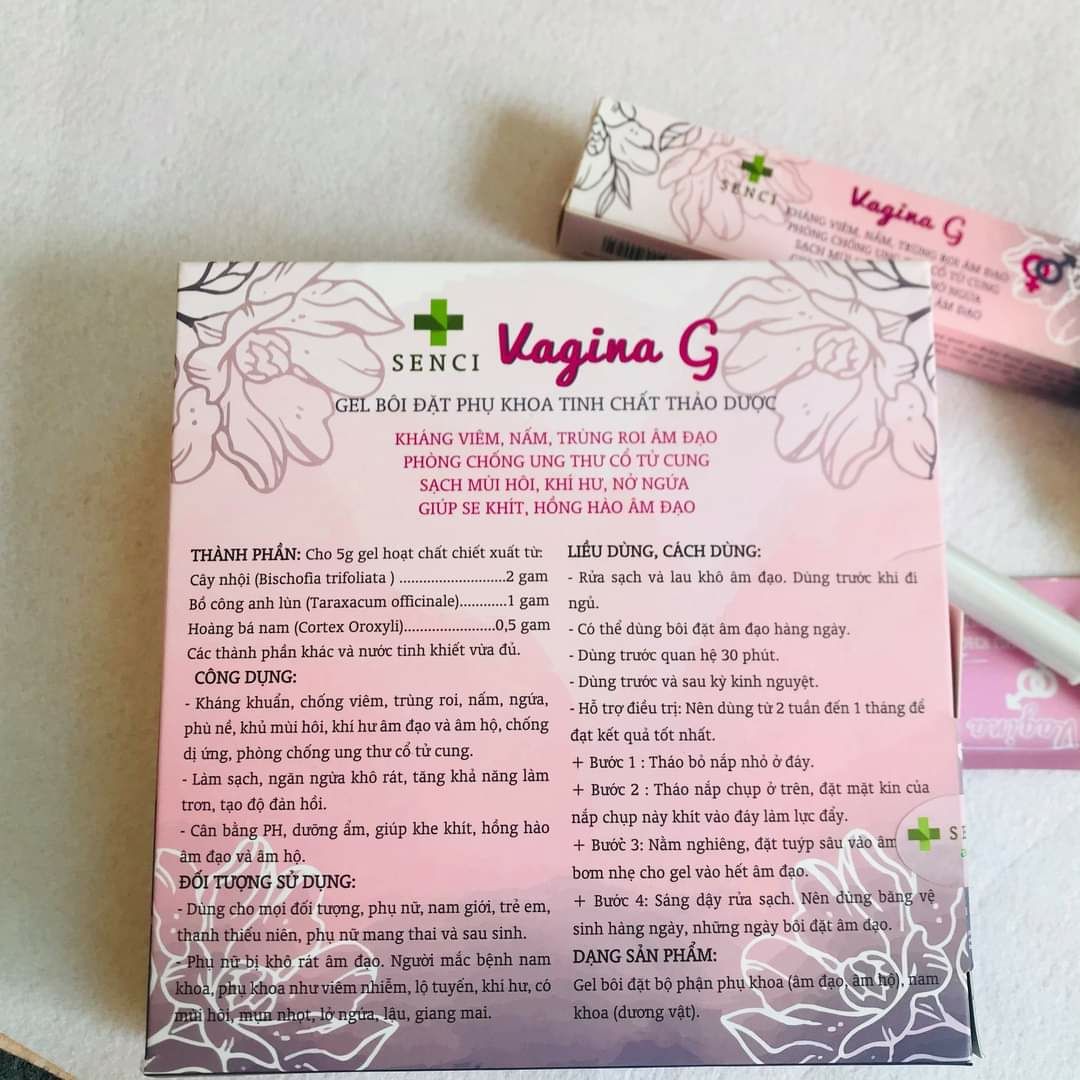 SENCI
Vagina G
KHÁNG VIÊM, NẤM, TRÙNG ROI ÂM ĐẠO
PHÒNG CHỐNG UNG THƯ CỔ TỬ CUNG
SENCI Vagina G
GEL BÔI ĐẶT PHỤ KHOA TINH CHẤT THẢO DƯỢC
KHÁNG VIÊM, NẤM, TRÙNG ROI ÂM ĐẠO
PHÒNG CHỐNG UNG THƯ CỔ TỬ CUNG
SẠCH MÙI HÔI, KHÍ HƯ, NỞ NGỨA
GIÚP SE KHÍT, HỒNG HÀO ÂM ĐẠO
THÀNH PHẦN: Cho 5g gel hoạt chất chiết xuất từ:
Cây nhội (Bischofia trifoliata ) ...........................2 gam
Bồ công anh lùn (Taraxacum officinale)............1 gam
Hoàng bá nam (Cortex Oroxyli).......................0,5 gam
Các thành phần khác và nước tinh khiết vừa đủ.
CÔNG DỤNG:
- Kháng khuẩn, chống viêm, trùng roi, nấm, ngứa,
phù nề, khủ mùi hôi, khí hư âm đạo và âm hộ, chống
dị ứng, phòng chống ung thư cổ tử cung.
- Làm sạch, ngăn ngừa khô rát, tăng khả năng làm
trơn, tạo độ đàn hồi.
- Cân bằng PH, dưỡng ẩm, giúp khe khít, hồng hào
âm đạo và âm hộ.
ĐỐI TƯỢNG SỬ DỤNG:
- Dùng cho mọi đối tượng, phụ nữ, nam giới, trẻ em,
thanh thiếu niên, phụ nữ mang thai và sau sinh.
- Phụ nữ bị khô rát âm đạo. Người mắc bệnh nam
khoa, phụ khoa như viêm nhiễm, lộ tuyến, khí hư, có
mùi hôi, mụn nhọt, lở ngứa, lậu, giang mai.
LIỀU DÙNG, CÁCH DÙNG:
- Rửa sạch và lau khô âm đạo. Dùng trước khi đi
ngủ.
- Có thể dùng bôi đặt âm đạo hàng ngày.
- Dùng trước quan hệ 30 phút.
- Dùng trước và sau kỳ kinh nguyệt.
- Hỗ trợ điều trị: Nên dùng từ 2 tuần đến 1 tháng để
đạt kết quả tốt nhất.
+ Bước 1 : Tháo bỏ nắp nhỏ ở đáy.
+ Bước 2 : Tháo nắp chụp ở trên, đặt mặt kín của
nắp chụp này khít vào đáy làm lực đẩy.
+ Bước 3: Nằm nghiêng, đặt tuýp sâu vào âm
bơm nhẹ cho gel vào hết âm đạo.
+ Bước 4: Sáng dậy rửa sạch. Nên dùng băng vệ
sinh hàng ngày, những ngày bôi đặt âm đạo.
DẠNG SẢN PHẨM:
Gel bôi đặt bộ phận phụ khoa (âm đạo, âm hộ), nam
khoa (dương vật).
Vagina